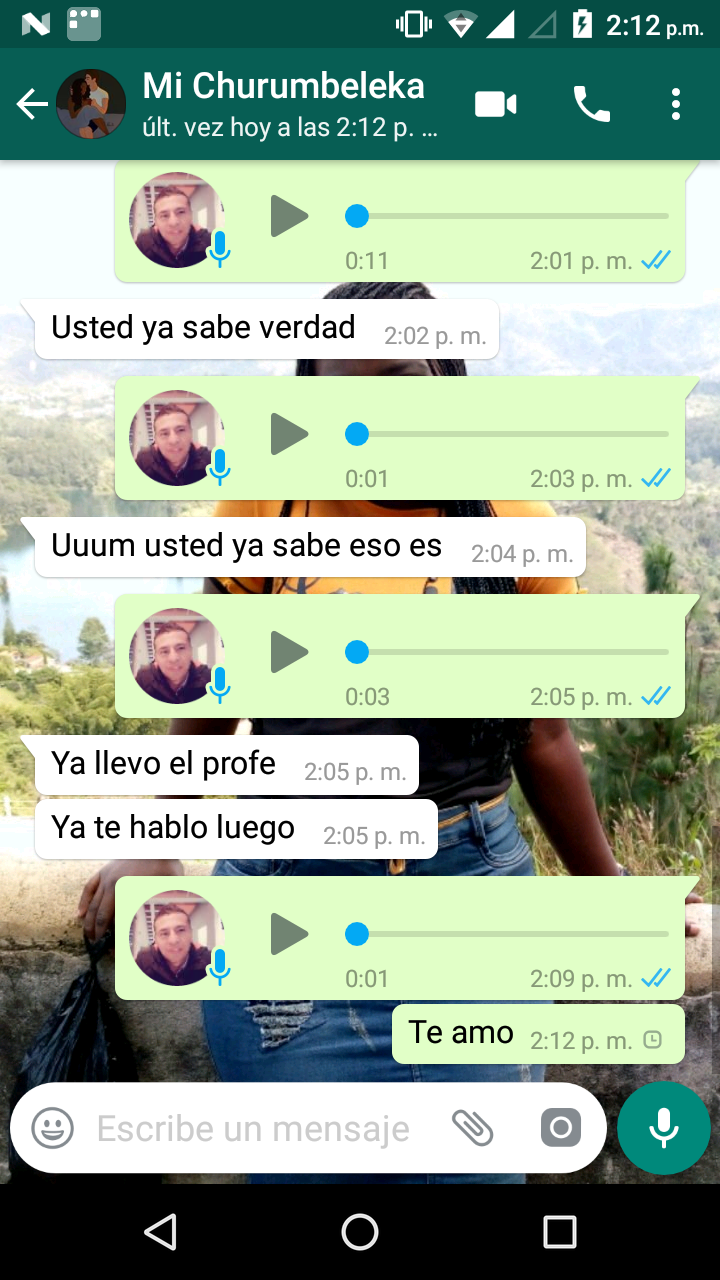 2:12 p.m.
Mi Churumbeleka
últ. vez hoy a las 2:12 p. ...
0:11 2:01 p. m.
Usted ya sabe verdad 2:02 p. m.
0:01 2:03 p. m.
Uuum usted ya sabe eso es 2:04 p. m.
0:03 2:05 p. m.
Ya llevo el profe 2:05 p. m.
Ya te hablo luego 2:05 p. m.
0:01 2:09 p. m.
Te amo 2:12 p. m.
Escribe un mensaje